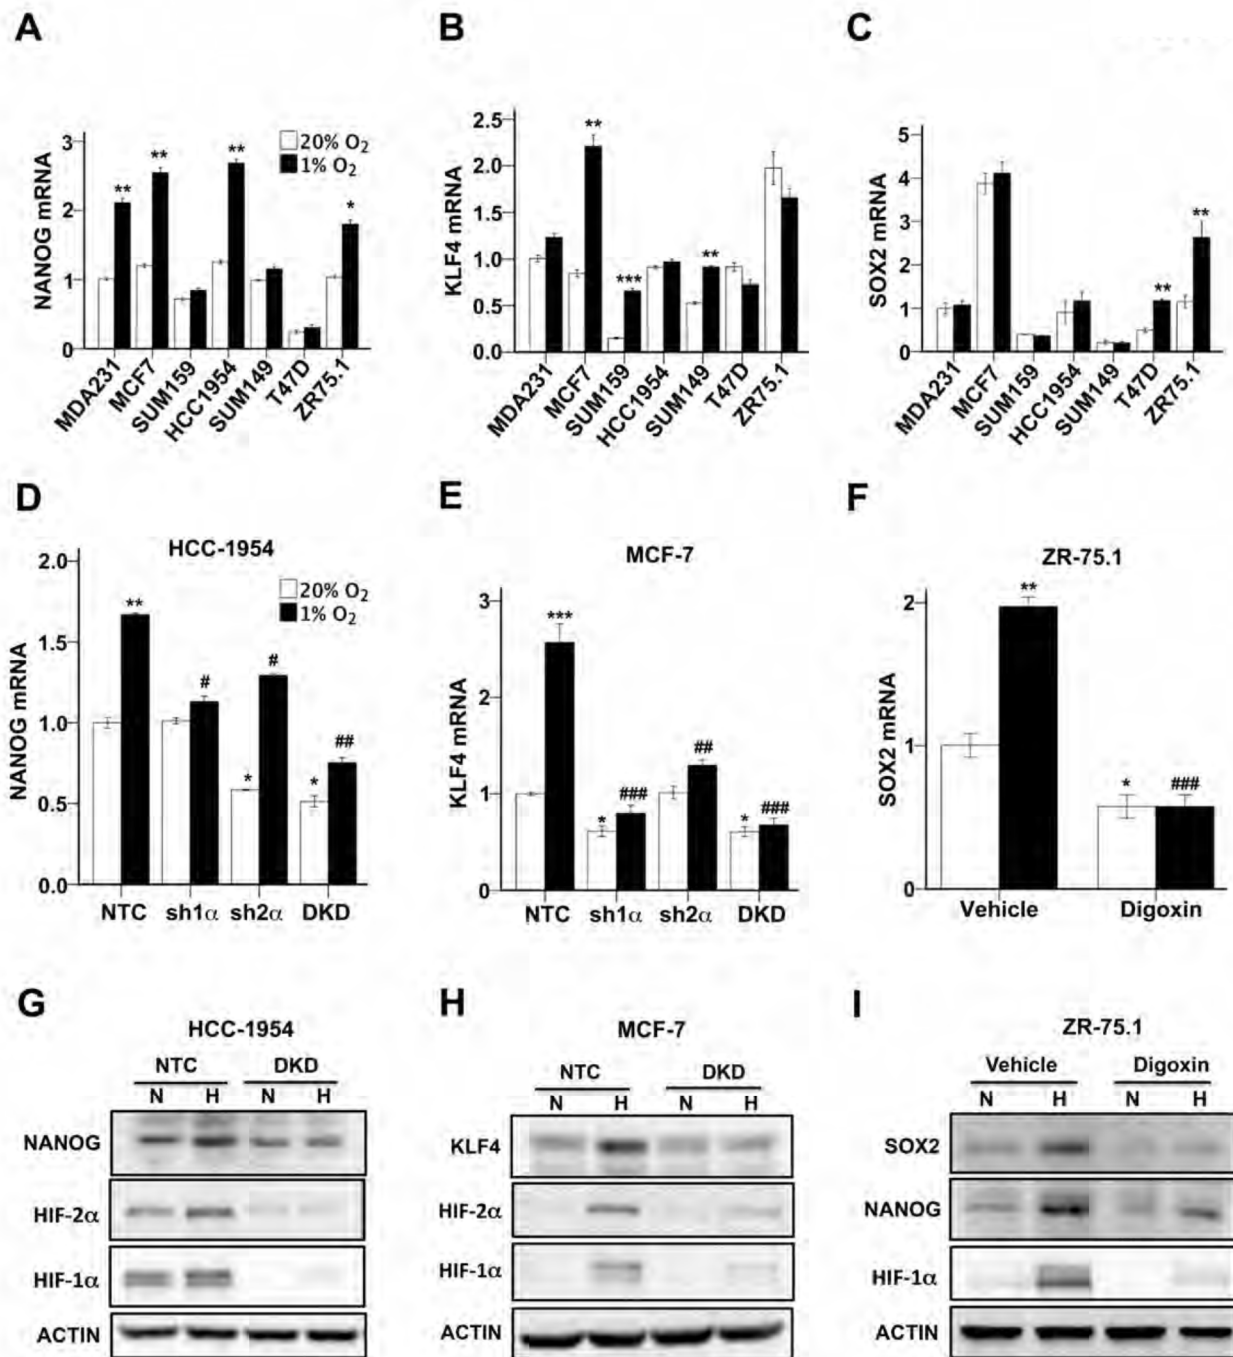 A
B
C
NANOG mRNA
3
2
1
0
20% O₂
1% O₂
**
**
**
*
MDA231
MCF7
SUM159
HCC1954
SUM149
T47D
ZR75.1
KLF4 mRNA
2.5
2.0
1.5
1.0
0.5
0.0
**
***
**
MDA231
MCF7
SUM159
HCC1954
SUM149
T47D
ZR75.1
SOX2 mRNA
5
4
3
2
1
0
**
**
MDA231
MCF7
SUM159
HCC1954
SUM149
T47D
ZR75.1
D
E
F
HCC-1954
NANOG mRNA
2.0
1.5
1.0
0.5
0.0
20% O₂
1% O₂
**
#
*
#
*
##
NTC sh1α sh2α DKD
MCF-7
KLF4 mRNA
3
2
1
0
***
*
###
##
*
###
NTC sh1α sh2α DKD
ZR-75.1
SOX2 mRNA
2
1
0
**
*
###
Vehicle Digoxin
G
H
I
HCC-1954
NTC DKD
N H N H
NANOG
HIF-2α
HIF-1α
ACTIN
MCF-7
NTC DKD
N H N H
KLF4
HIF-2α
HIF-1α
ACTIN
ZR-75.1
Vehicle Digoxin
N H N H
SOX2
NANOG
HIF-1α
ACTIN